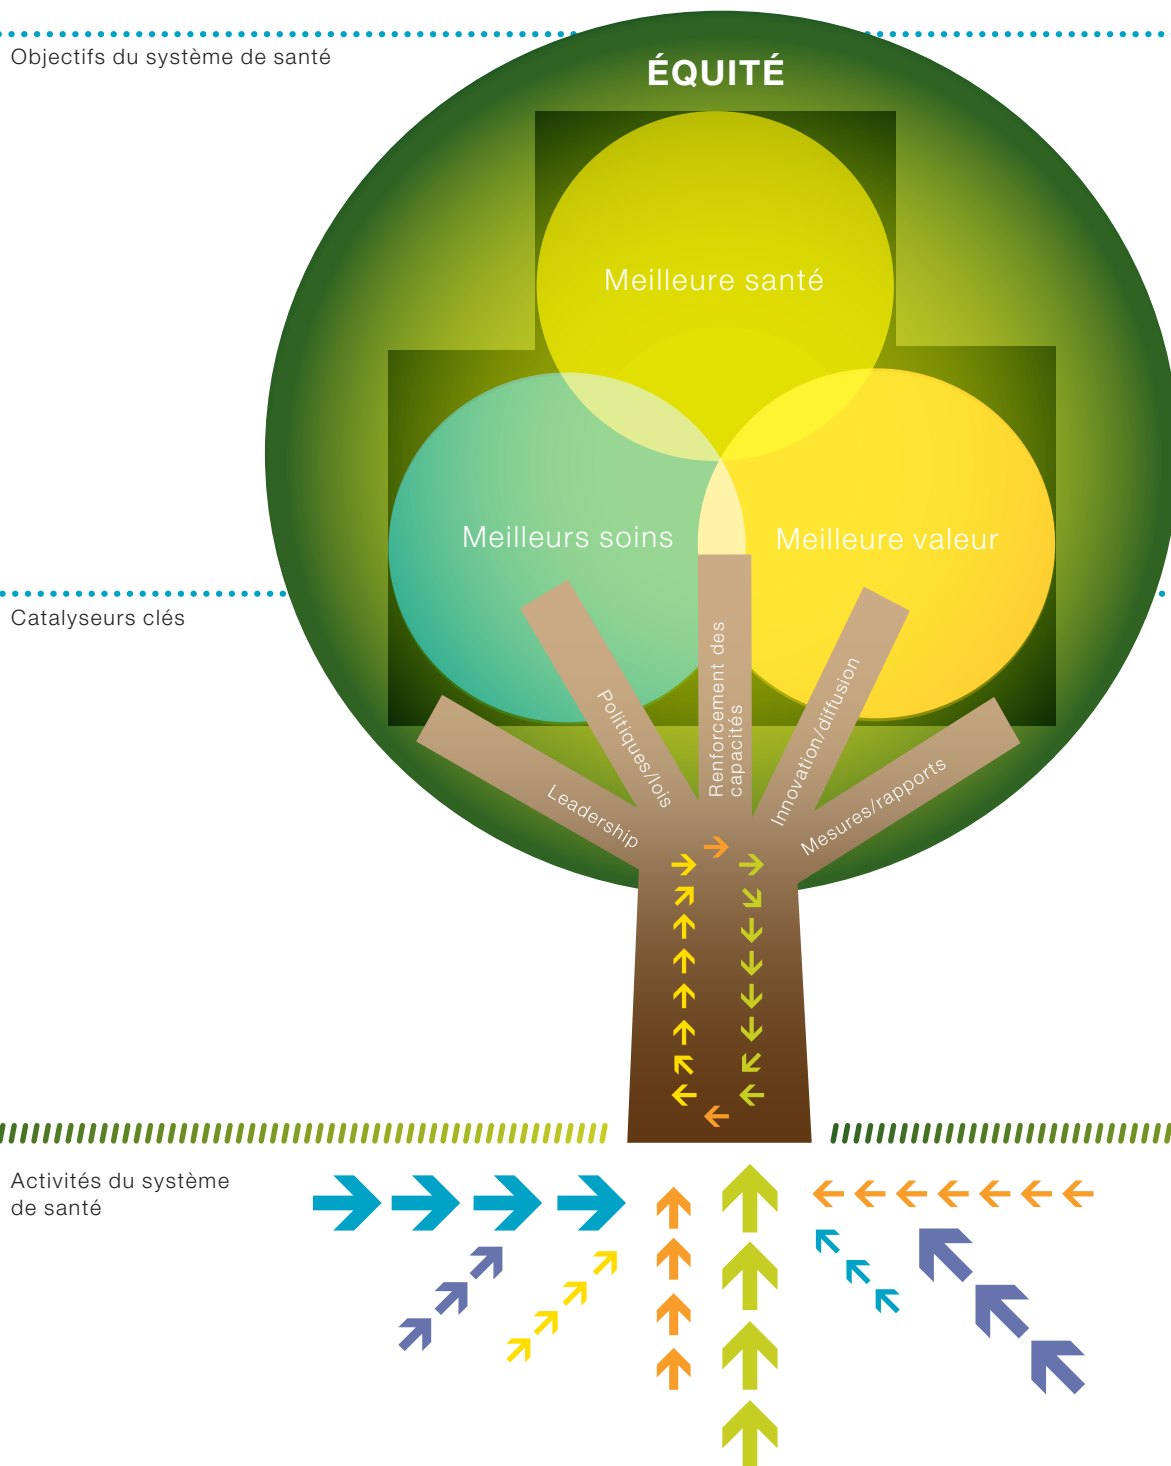 Objectifs du système de santé
ÉQUITÉ
Meilleure santé
Meilleurs soins
Meilleure valeur
Catalyseurs clés
Leadership
Politiques/lois
Renforcement des
capacités
Innovation/diffusion
Mesures/rapports
Activités du système
de santé